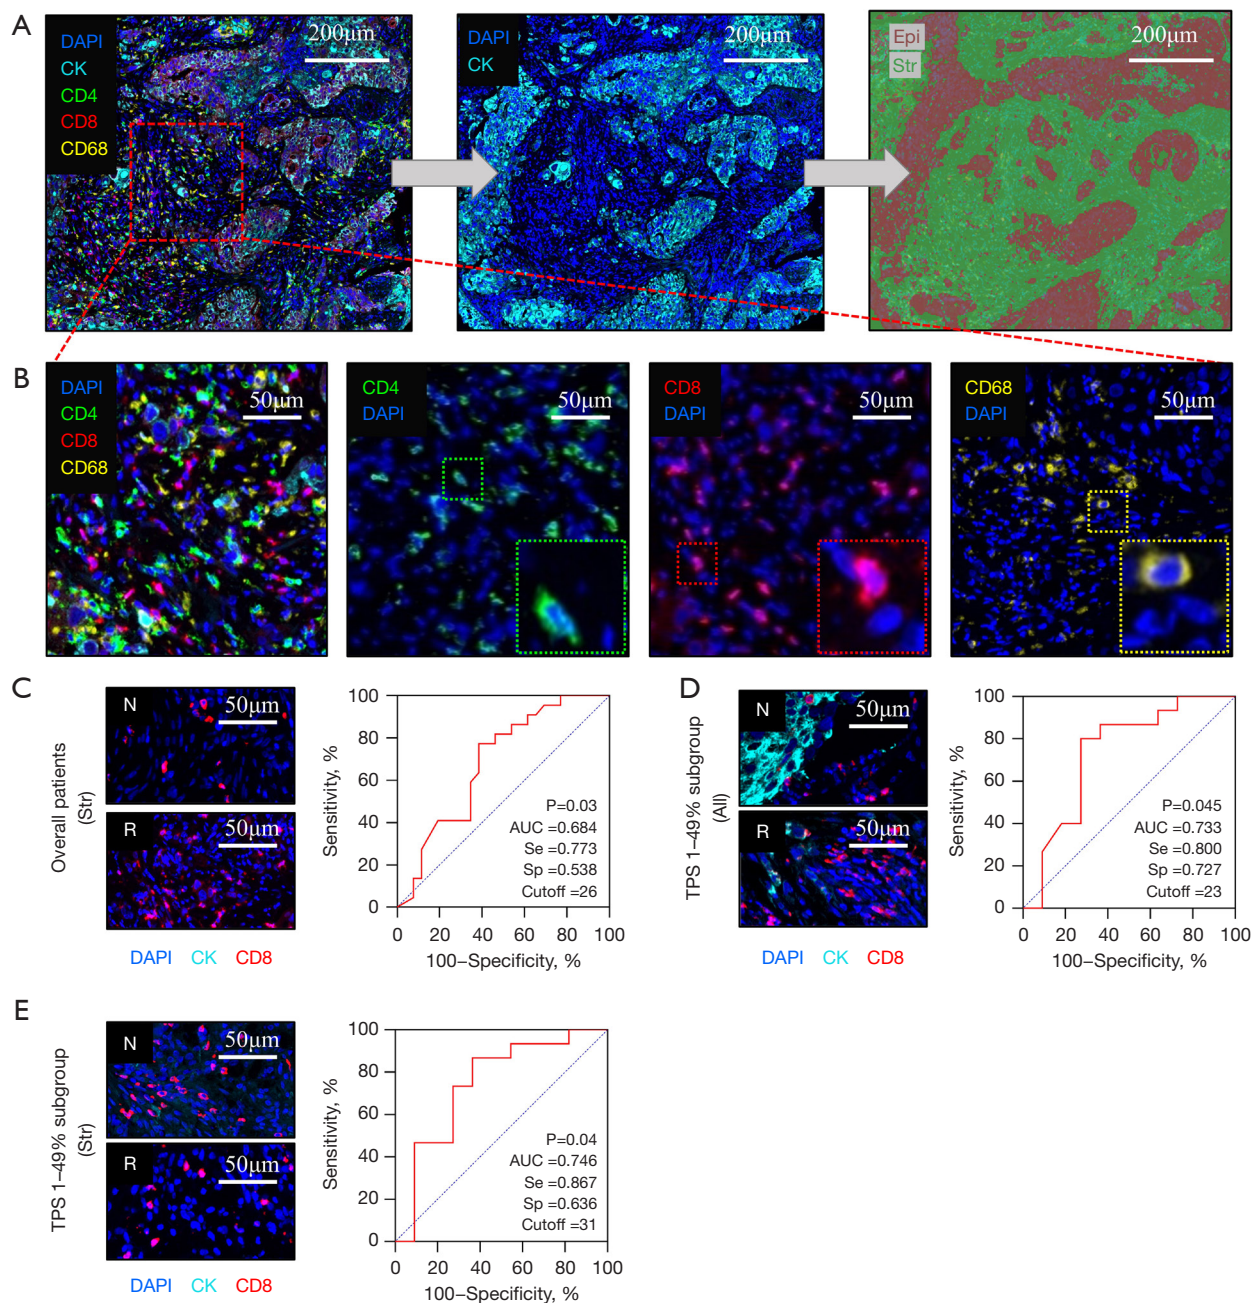 A
DAPI
CK
CD4
CD8
CD68
200μm
DAPI
CK
200μm
Epi
Str
200μm
B
DAPI
CD4
CD8
CD68
50μm
CD4
DAPI
50μm
CD8
DAPI
50μm
CD68
DAPI
50μm
C
Overall patients
(Str)
N
50μm
R
50μm
DAPI CK CD8
Sensitivity, %
100
80
60
40
20
0
P=0.03
AUC =0.684
Se =0.773
Sp =0.538
Cutoff =26
0 20 40 60 80 100
100–Specificity, %
D
TPS 1–49% subgroup
(All)
N
50μm
R
50μm
DAPI CK CD8
Sensitivity, %
100
80
60
40
20
0
P=0.045
AUC =0.733
Se =0.800
Sp =0.727
Cutoff =23
0 20 40 60 80 100
100–Specificity, %
E
TPS 1–49% subgroup
(Str)
N
50μm
R
50μm
DAPI CK CD8
Sensitivity, %
100
80
60
40
20
0
P=0.04
AUC =0.746
Se =0.867
Sp =0.636
Cutoff =31
0 20 40 60 80 100
100–Specificity, %